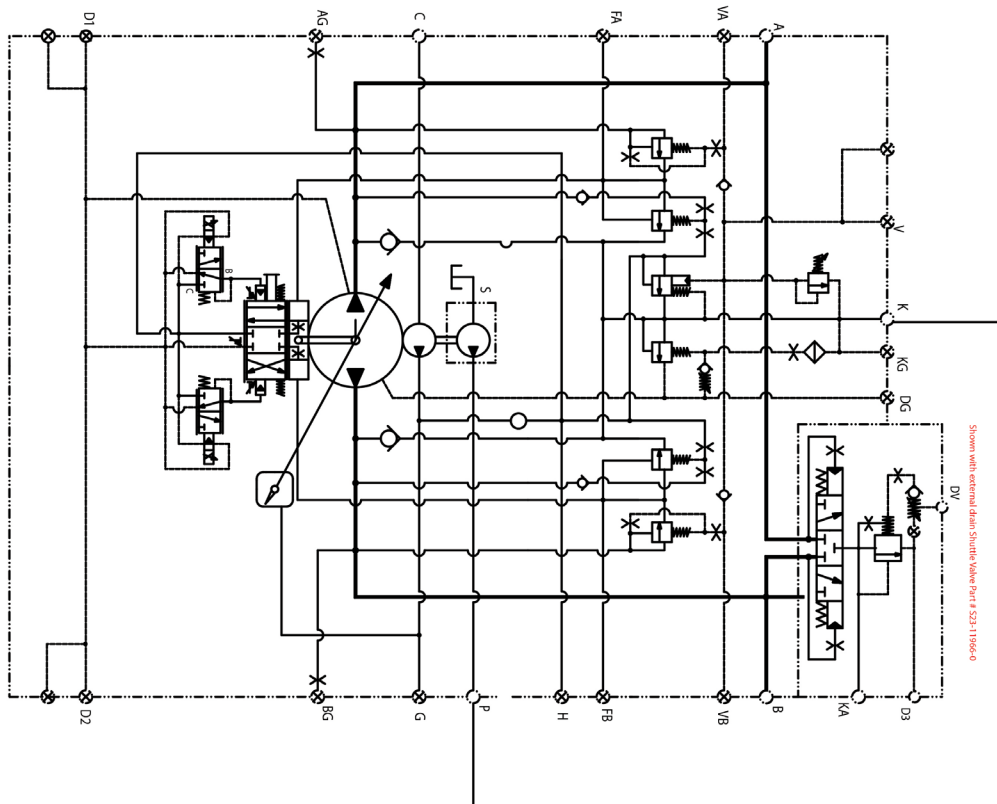 D1
AG
C
FA
VA
A
V
K
KG
DG
B
C
S
DV
Shown with external drain Shuttle Valve Part # S23-11966-0
D2
BG
G
P
H
FB
VB
B
KA
D3